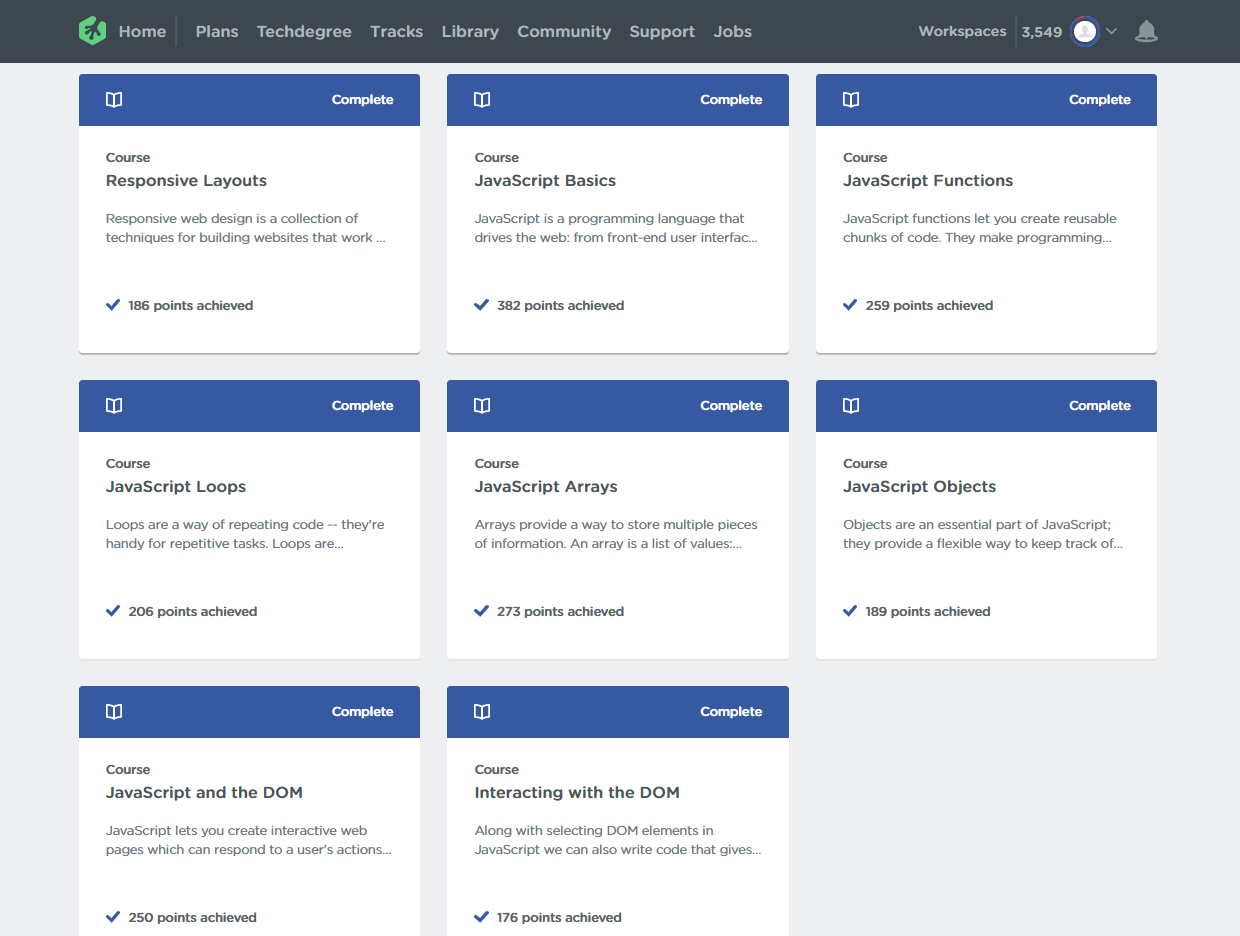 Home Plans Techdegree Tracks Library Community Support Jobs Workspaces 3,549
Complete
Course
Responsive Layouts
Responsive web design is a collection of
techniques for building websites that work ...
186 points achieved
Complete
Course
JavaScript Basics
JavaScript is a programming language that
drives the web: from front-end user interfac...
382 points achieved
Complete
Course
JavaScript Functions
JavaScript functions let you create reusable
chunks of code. They make programming...
259 points achieved
Complete
Course
JavaScript Loops
Loops are a way of repeating code -- they're
handy for repetitive tasks. Loops are...
206 points achieved
Complete
Course
JavaScript Arrays
Arrays provide a way to store multiple pieces
of information. An array is a list of values:...
273 points achieved
Complete
Course
JavaScript Objects
Objects are an essential part of JavaScript;
they provide a flexible way to keep track of...
189 points achieved
Complete
Course
JavaScript and the DOM
JavaScript lets you create interactive web
pages which can respond to a user's actions...
250 points achieved
Complete
Course
Interacting with the DOM
Along with selecting DOM elements in
JavaScript we can also write code that gives...
176 points achieved